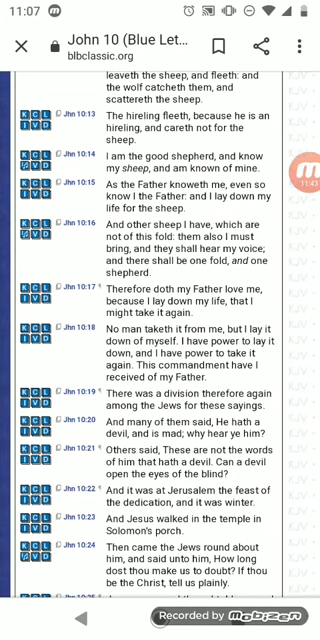 11:07
John 10 (Blue Let...
blbclassic.org
leaveth the sheep, and fleeth: and
the wolf catcheth them, and
scattereth the sheep.
K C L Jhn 10:13 The hireling fleeth, because he is an
I V D hireling, and careth not for the
sheep.
K C L Jhn 10:14 I am the good shepherd, and know
V D my sheep, and am known of mine.
K C L Jhn 10:15 As the Father knoweth me, even so
I V D know I the Father: and I lay down my
life for the sheep.
K C L Jhn 10:16 And other sheep I have, which are
V D not of this fold: them also I must
bring, and they shall hear my voice;
and there shall be one fold, and one
shepherd.
K C L Jhn 10:17 ¶ Therefore doth my Father love me,
I V D because I lay down my life, that I
might take it again.
K C L Jhn 10:18 No man taketh it from me, but I lay it
I V D down of myself. I have power to lay it
down, and I have power to take it
again. This commandment have I
received of my Father.
K C L Jhn 10:19 ¶ There was a division therefore again
I V D among the Jews for these sayings.
K C L Jhn 10:20 And many of them said, He hath a
I V D devil, and is mad; why hear ye him?
K C L Jhn 10:21 ¶ Others said, These are not the words
I V D of him that hath a devil. Can a devil
open the eyes of the blind?
K C L Jhn 10:22 ¶ And it was at Jerusalem the feast of
I V D the dedication, and it was winter.
K C L Jhn 10:23 And Jesus walked in the temple in
I V D Solomon's porch.
K C L Jhn 10:24 Then came the Jews round about
V D him, and said unto him, How long
dost thou make us to doubt? If thou
be the Christ, tell us plainly.
m
11:43
Recorded by mobizen